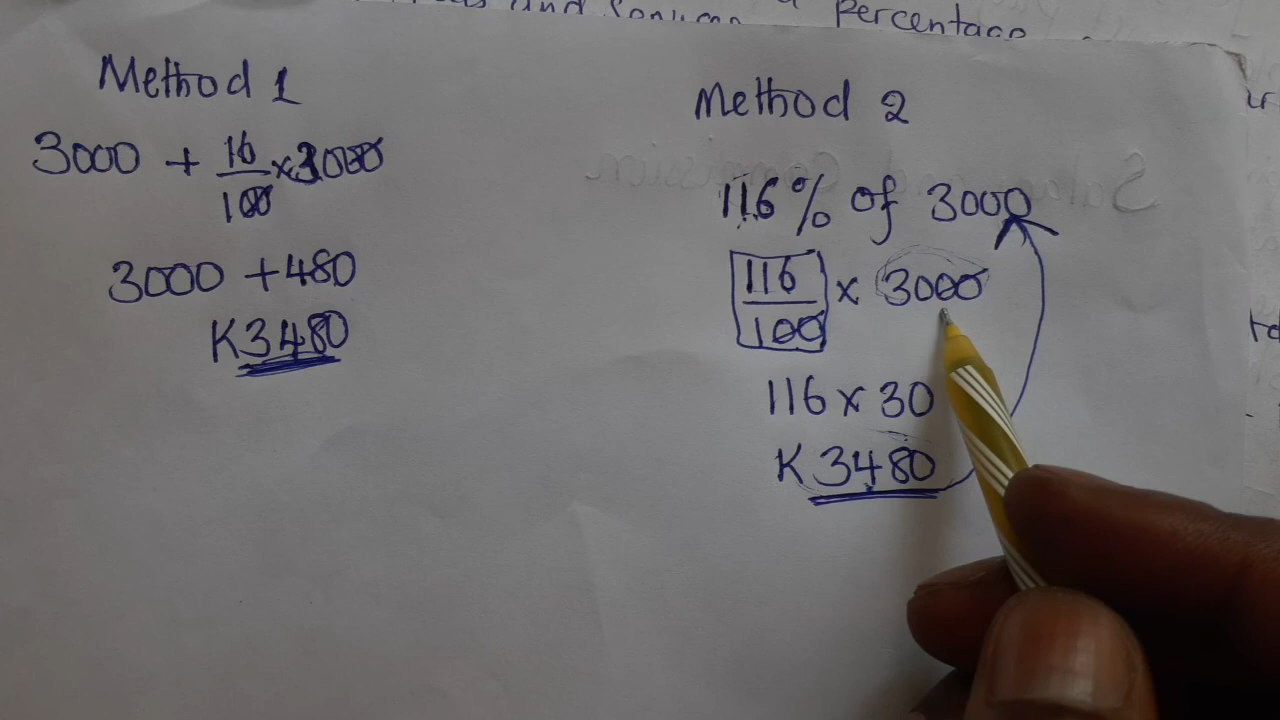 and
Percentage
Method 1
3000 + 16/100 x 3000
3000 + 480
K3480
Method 2
116% of 3000
116/100 x 3000
116 x 30
K3480